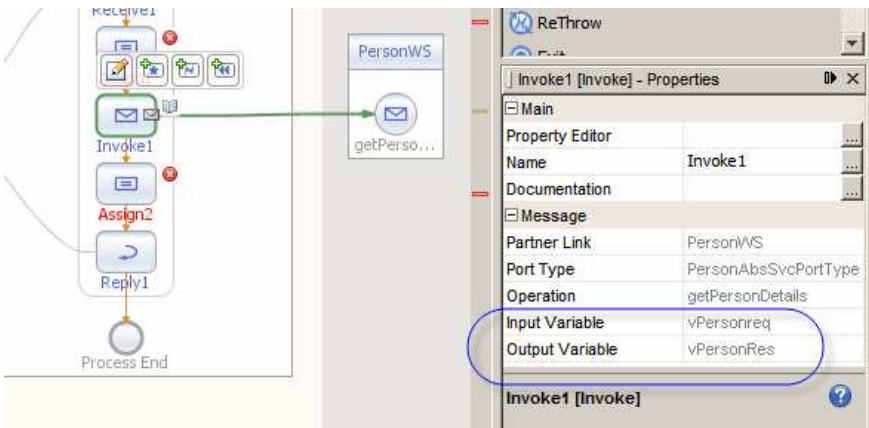 Receive1
Invoke1
Assign2
Reply1
Process End
PersonWS
getPerso...
ReThrow
Exit
Invoke1 [Invoke] - Properties
Main
Property Editor ...
Name Invoke1 ...
Documentation ...
Message
Partner Link PersonWS
Port Type PersonAbsSvcPortType
Operation getPersonDetails
Input Variable vPersonreq
Output Variable vPersonRes
Invoke1 [Invoke]